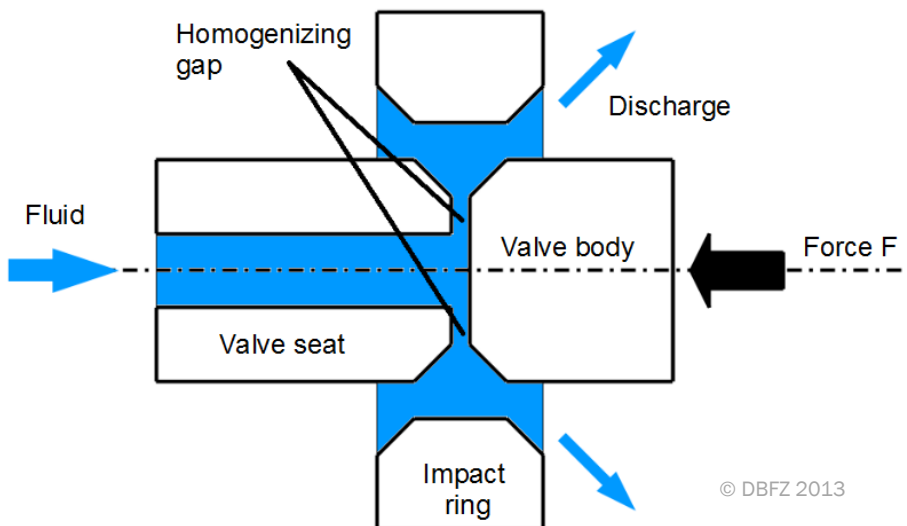 Homogenizing
gap
Discharge
Fluid
Valve body
Force F
Valve seat
Impact
ring
© DBFZ 2013